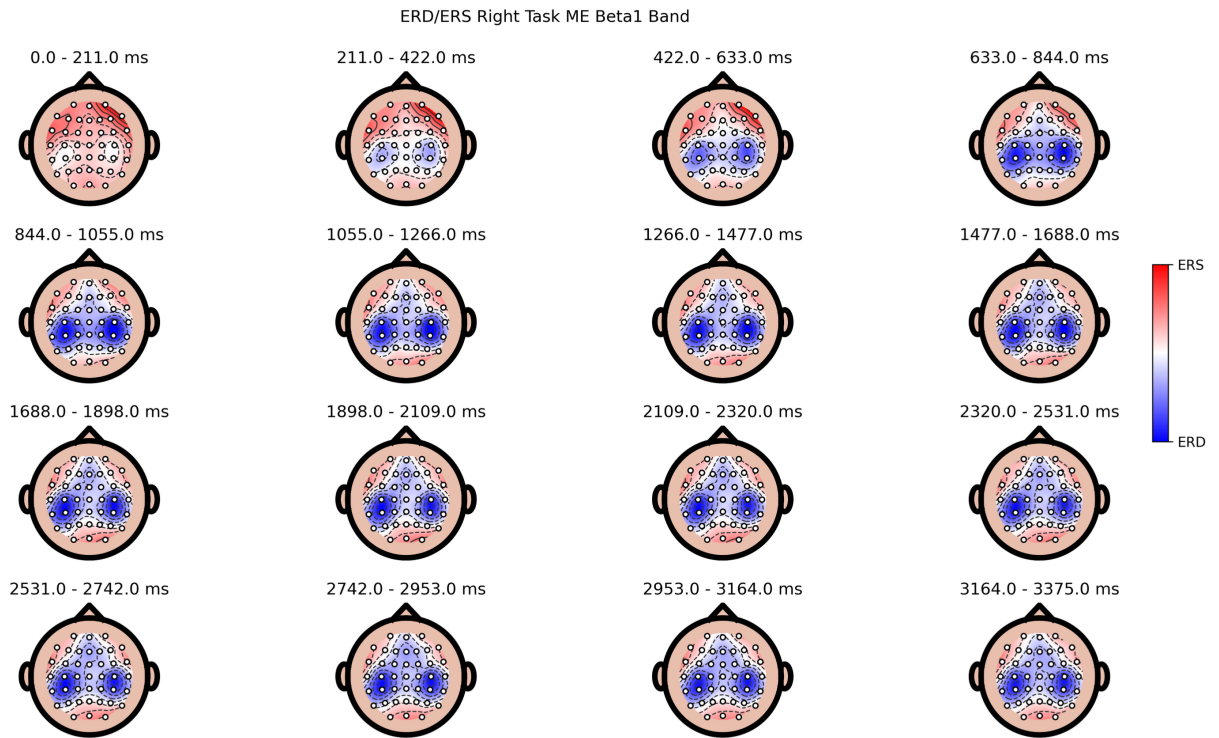 ERD/ERS Right Task ME Beta1 Band
0.0 - 211.0 ms
211.0 - 422.0 ms
422.0 - 633.0 ms
633.0 - 844.0 ms
844.0 - 1055.0 ms
1055.0 - 1266.0 ms
1266.0 - 1477.0 ms
1477.0 - 1688.0 ms
ERS
1688.0 - 1898.0 ms
1898.0 - 2109.0 ms
2109.0 - 2320.0 ms
2320.0 - 2531.0 ms
ERD
2531.0 - 2742.0 ms
2742.0 - 2953.0 ms
2953.0 - 3164.0 ms
3164.0 - 3375.0 ms